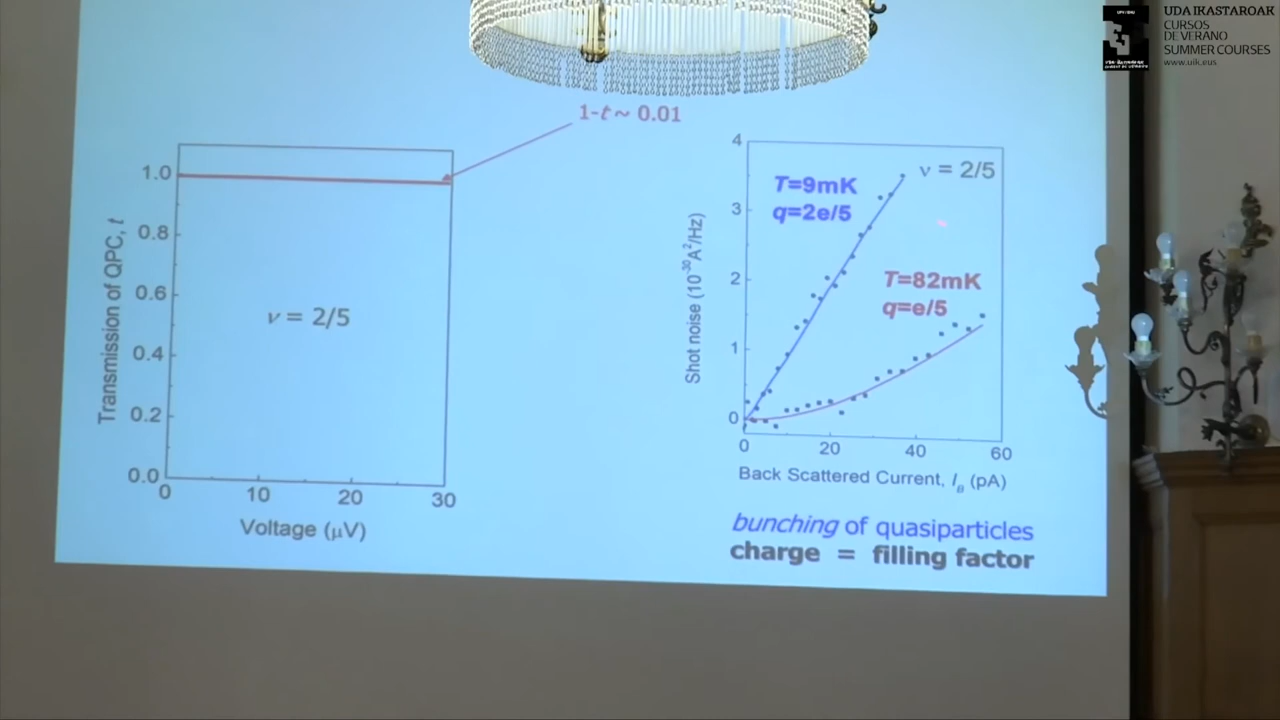 UDA IKASTAROAK
CURSOS
DE VERANO
SUMMER COURSES
www.uik.eus
1-t ~ 0.01
Transmission of QPC, t
1.0
0.8
0.6
0.4
0.2
0.0
ν = 2/5
0 10 20 30
Voltage (μV)
Shot noise (10⁻³⁰A²/Hz)
4
3
2
1
0
ν = 2/5
T=9mK
q=2e/5
T=82mK
q=e/5
0 20 40 60
Back Scattered Current, I_B (pA)
bunching of quasiparticles
charge = filling factor